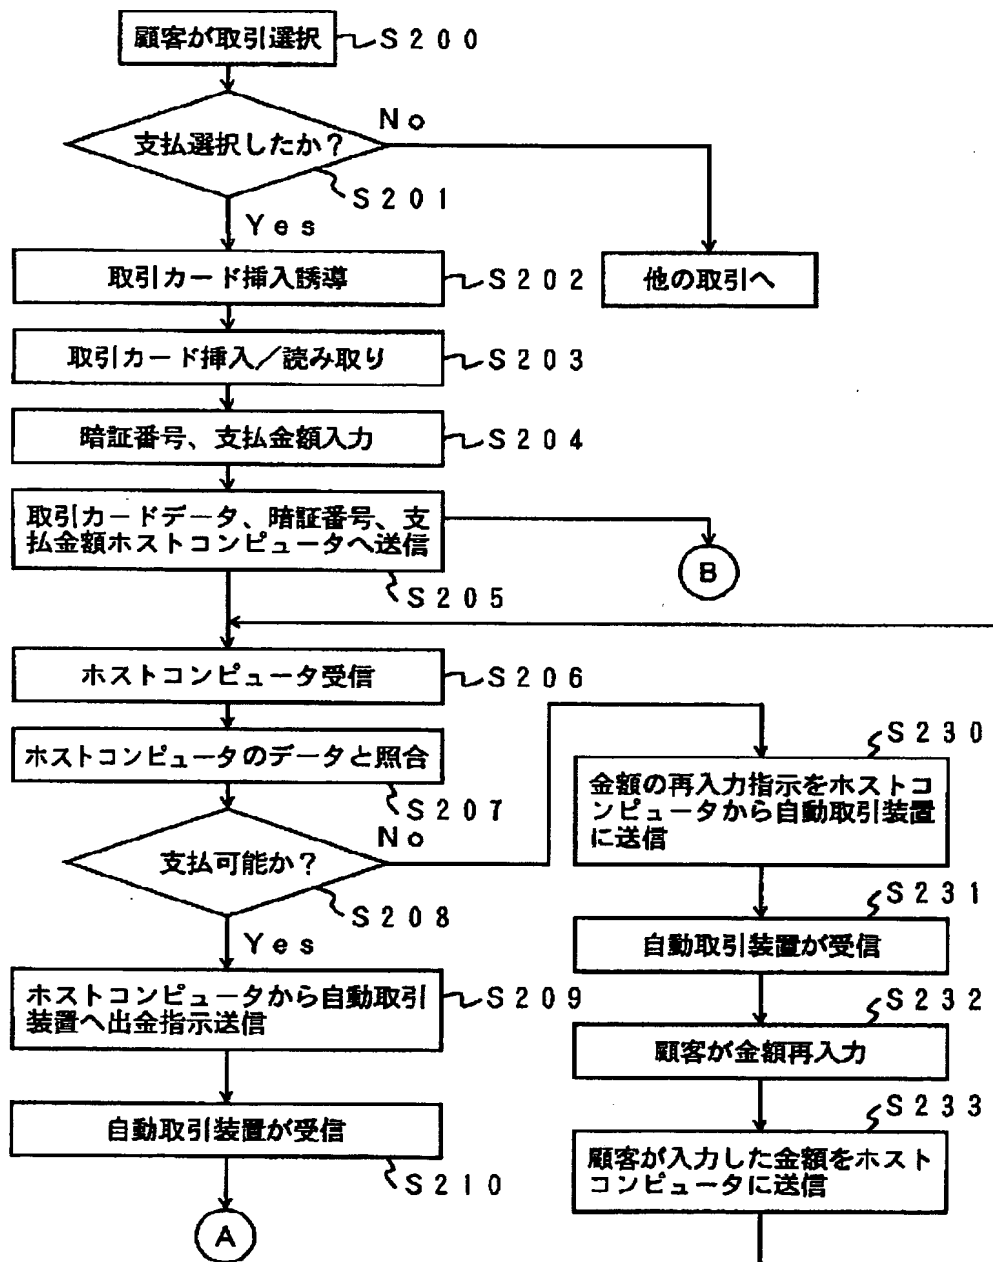 顧客が取引選択
S200
支払選択したか？
No
S201
Yes
取引カード挿入誘導
S202
他の取引へ
取引カード挿入／読み取り
S203
暗証番号、支払金額入力
S204
取引カードデータ、暗証番号、支
払金額ホストコンピュータへ送信
S205
B
ホストコンピュータ受信
S206
ホストコンピュータのデータと照合
S207
支払可能か？
No
S208
Yes
ホストコンピュータから自動取引
装置へ出金指示送信
S209
自動取引装置が受信
S210
A
S230
金額の再入力指示をホストコ
ンピュータから自動取引装置
に送信
S231
自動取引装置が受信
S232
顧客が金額再入力
S233
顧客が入力した金額をホスト
コンピュータに送信